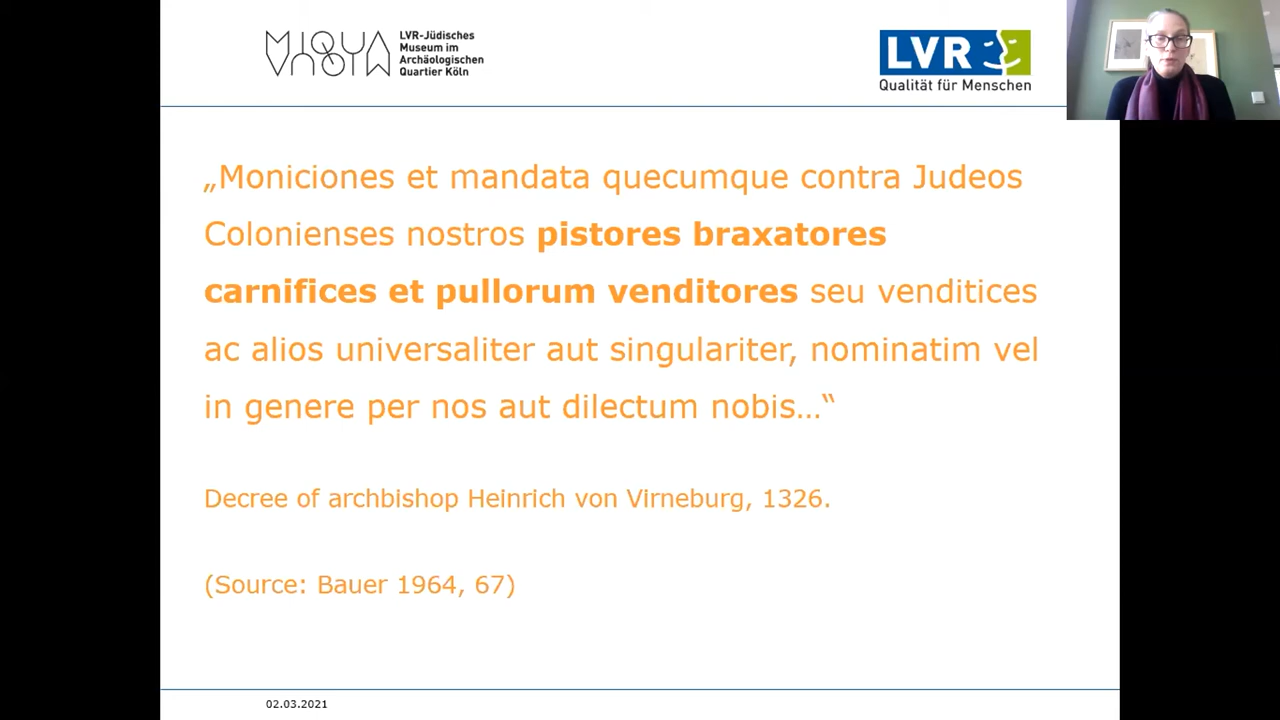 MIQUA
LVR-Jüdisches
Museum im
Archäologischen
Quartier Köln
LVR
Qualität für Menschen
„Moniciones et mandata quecumque contra Judeos
Colonienses nostros pistores braxatores
carnifices et pullorum venditores seu venditices
ac alios universaliter aut singulariter, nominatim vel
in genere per nos aut dilectum nobis…“
Decree of archbishop Heinrich von Virneburg, 1326.
(Source: Bauer 1964, 67)
02.03.2021